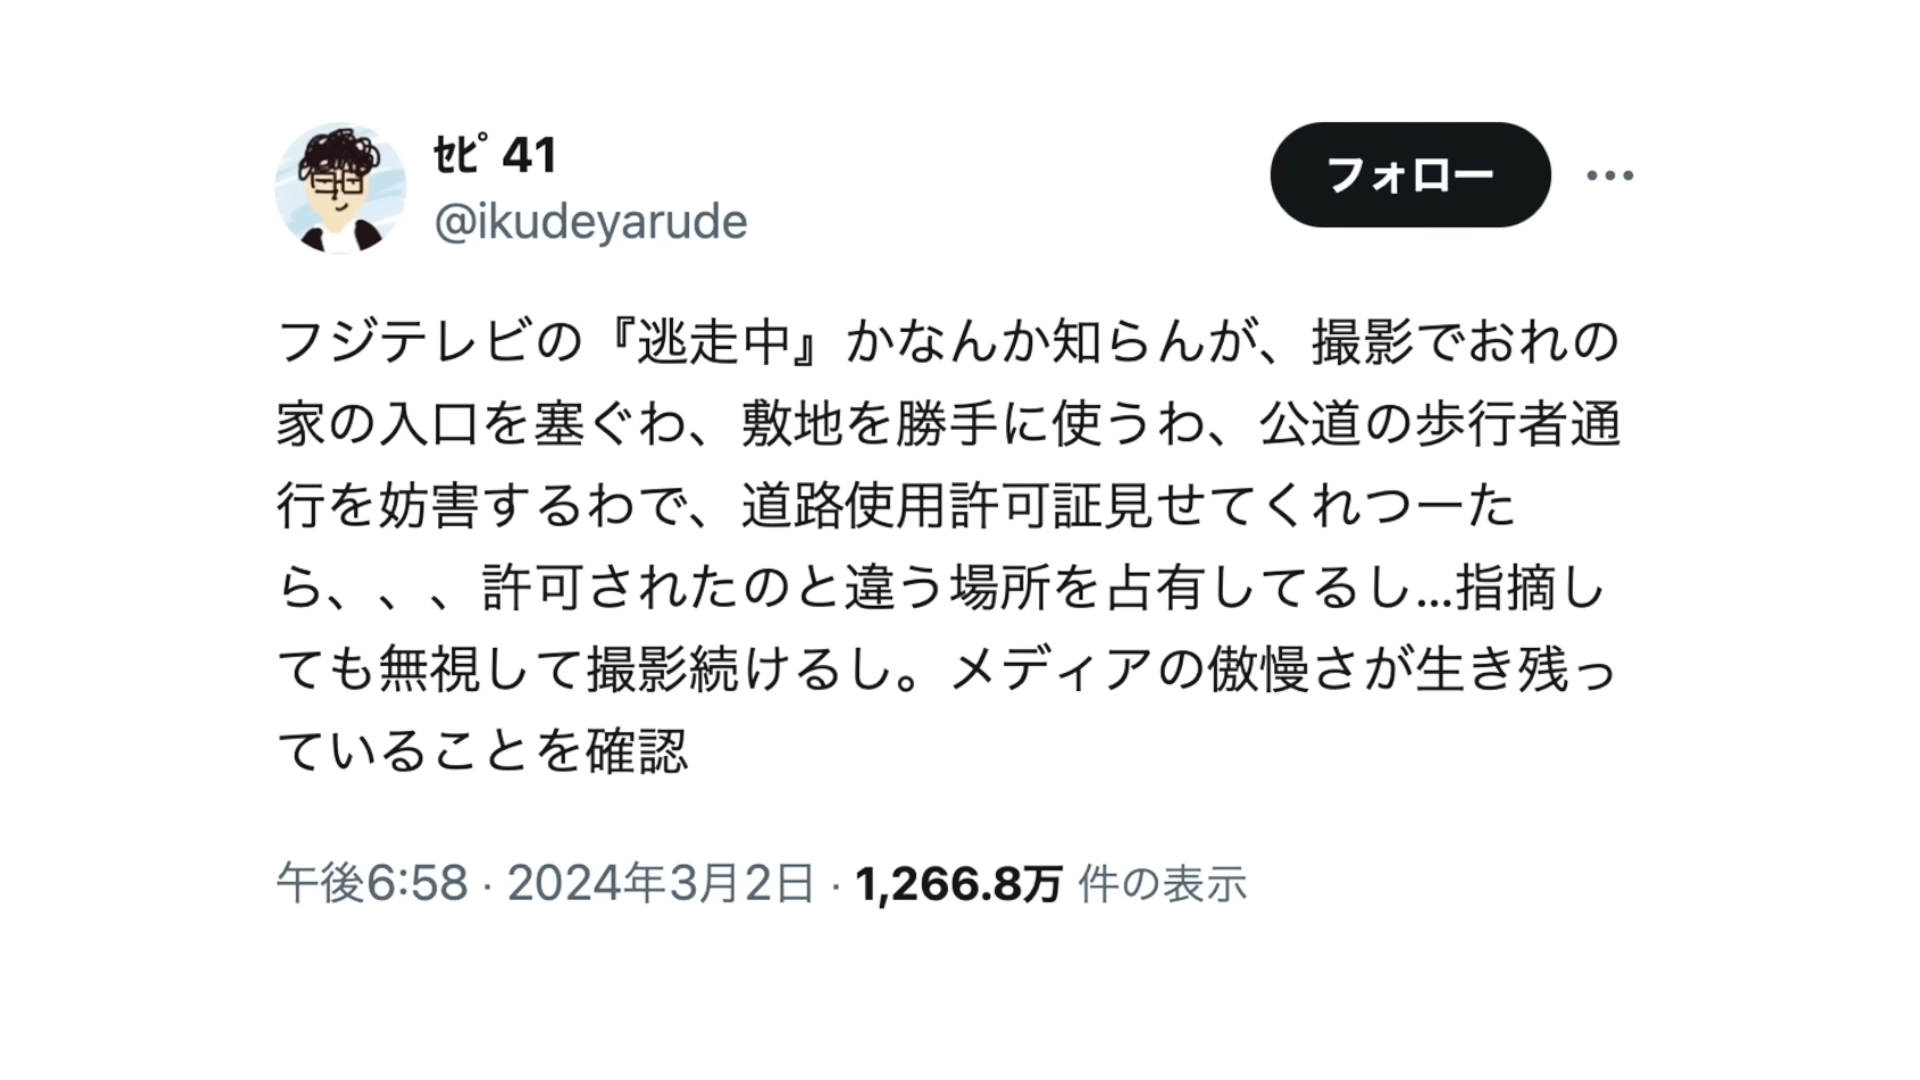 ｾﾋﾟ 41
@ikudeyarude
フォロー
フジテレビの『逃走中』かなんか知らんが、撮影でおれの
家の入口を塞ぐわ、敷地を勝手に使うわ、公道の歩行者通
行を妨害するわで、道路使用許可証見せてくれつーた
ら、、、許可されたのと違う場所を占有してるし...指摘し
ても無視して撮影続けるし。メディアの傲慢さが生き残っ
ていることを確認
午後6:58 · 2024年3月2日 · 1,266.8万 件の表示